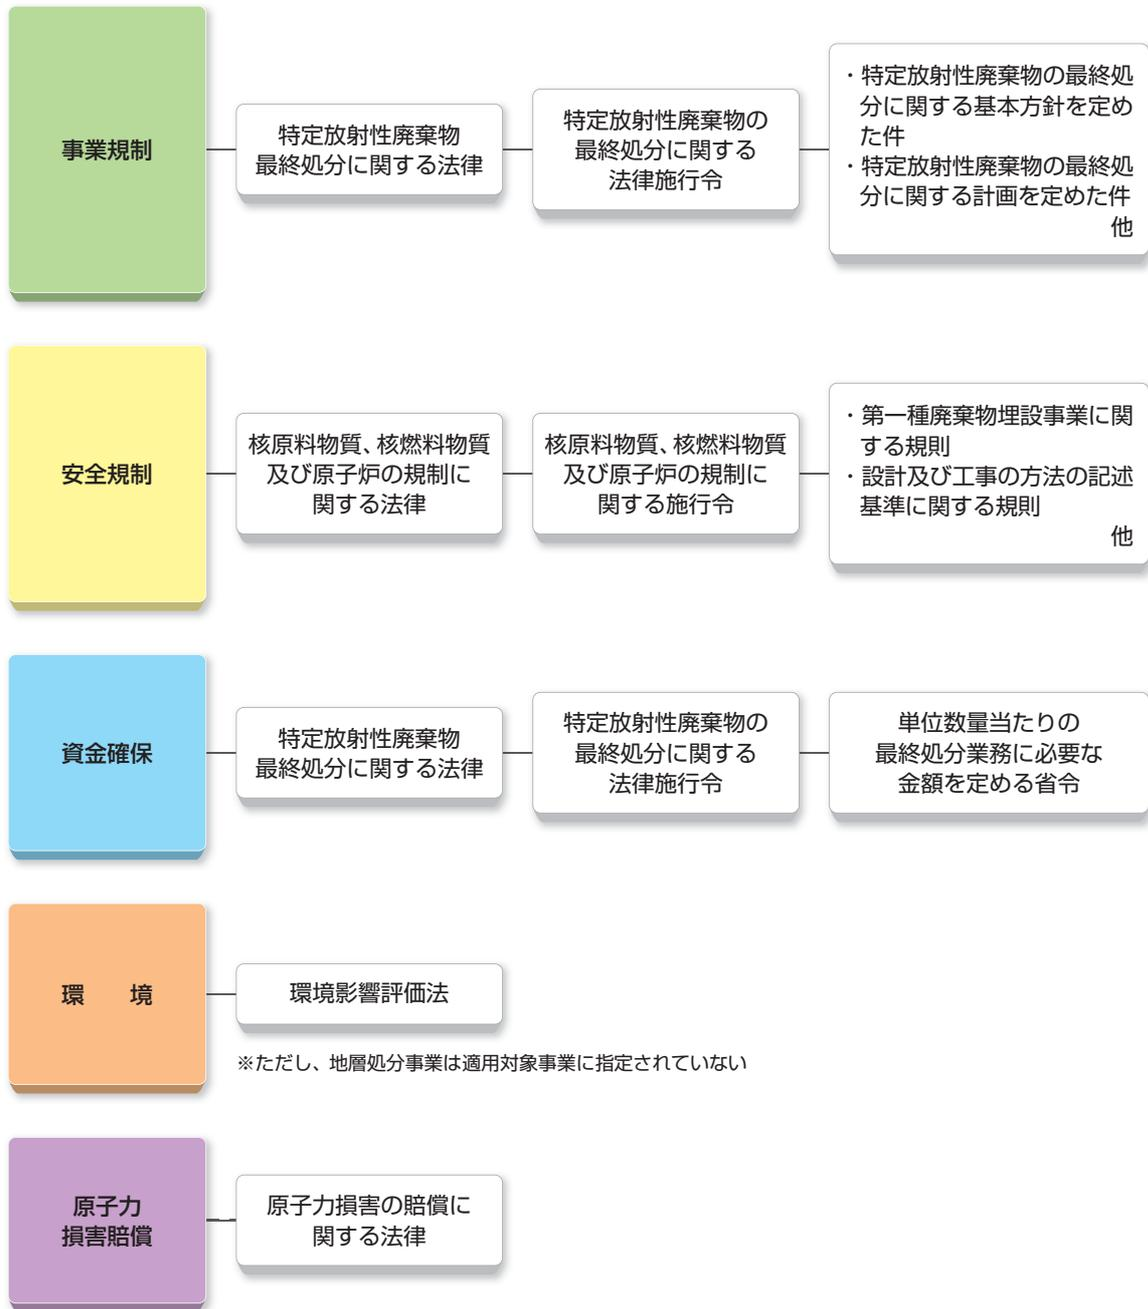 事業規制
特定放射性廃棄物
最終処分に関する法律
特定放射性廃棄物の
最終処分に関する
法律施行令
・特定放射性廃棄物の最終処
分に関する基本方針を定め
た件
・特定放射性廃棄物の最終処
分に関する計画を定めた件
他
安全規制
核原料物質、核燃料物質
及び原子炉の規制に
関する法律
核原料物質、核燃料物質
及び原子炉の規制に
関する施行令
・第一種廃棄物埋設事業に関
する規則
・設計及び工事の方法の記述
基準に関する規則
他
資金確保
特定放射性廃棄物
最終処分に関する法律
特定放射性廃棄物の
最終処分に関する
法律施行令
単位数量当たりの
最終処分業務に必要な
金額を定める省令
環　　境
環境影響評価法
※ただし、地層処分事業は適用対象事業に指定されていない
原子力
損害賠償
原子力損害の賠償に
関する法律